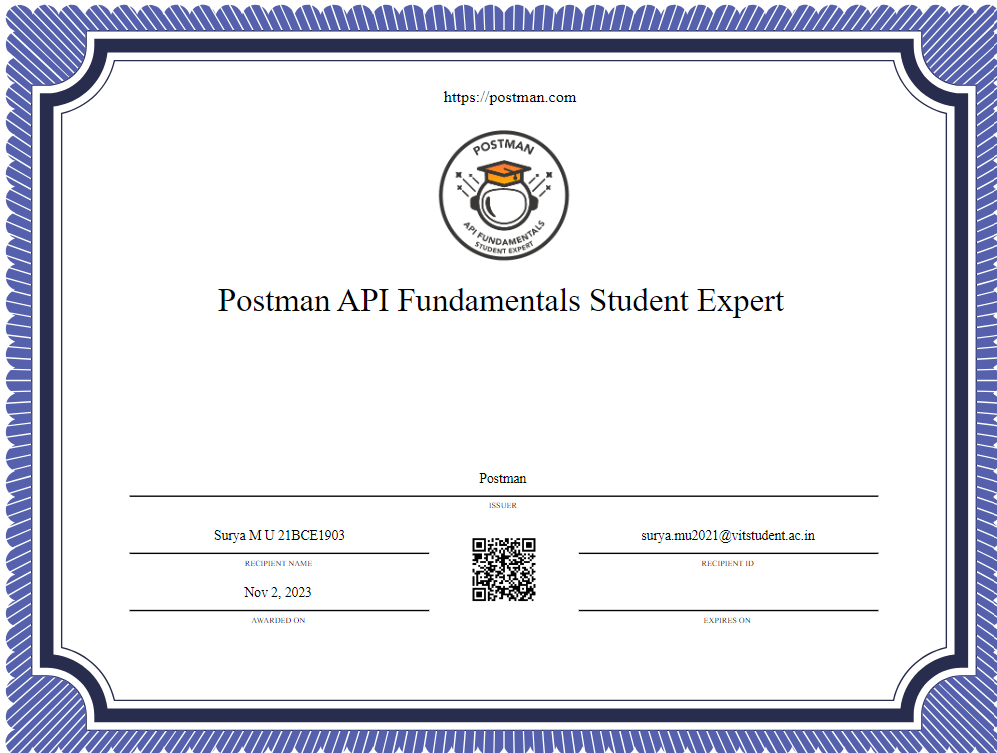 https://postman.com
POSTMAN
API FUNDAMENTALS
STUDENT EXPERT
Postman API Fundamentals Student Expert
Postman
ISSUER
Surya M U 21BCE1903
RECIPIENT NAME
surya.mu2021@vitstudent.ac.in
RECIPIENT ID
Nov 2, 2023
AWARDED ON
EXPIRES ON